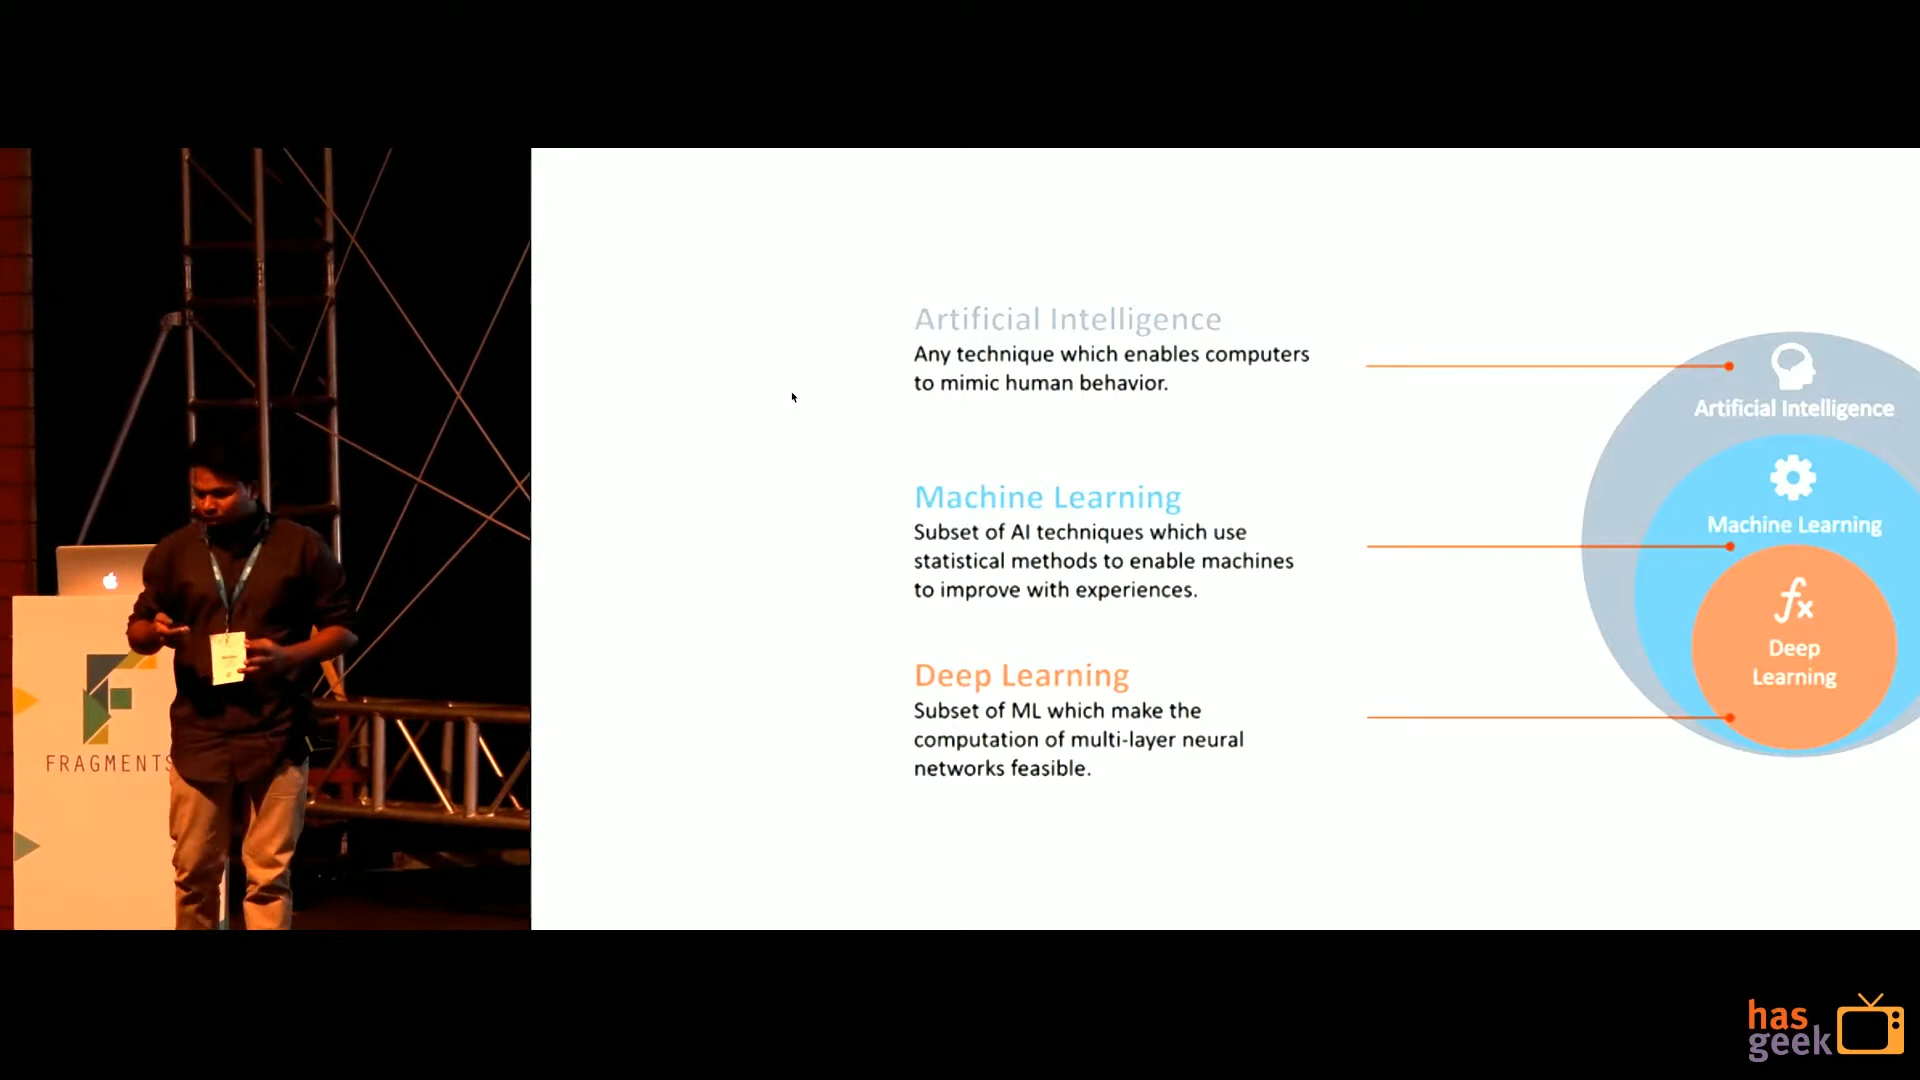 Artificial Intelligence
Any technique which enables computers
to mimic human behavior.
Machine Learning
Subset of AI techniques which use
statistical methods to enable machines
to improve with experiences.
Deep Learning
Subset of ML which make the
computation of multi-layer neural
networks feasible.
Artificial Intelligence
Machine Learning
fx
Deep
Learning
F
FRAGMENTS
has
geek